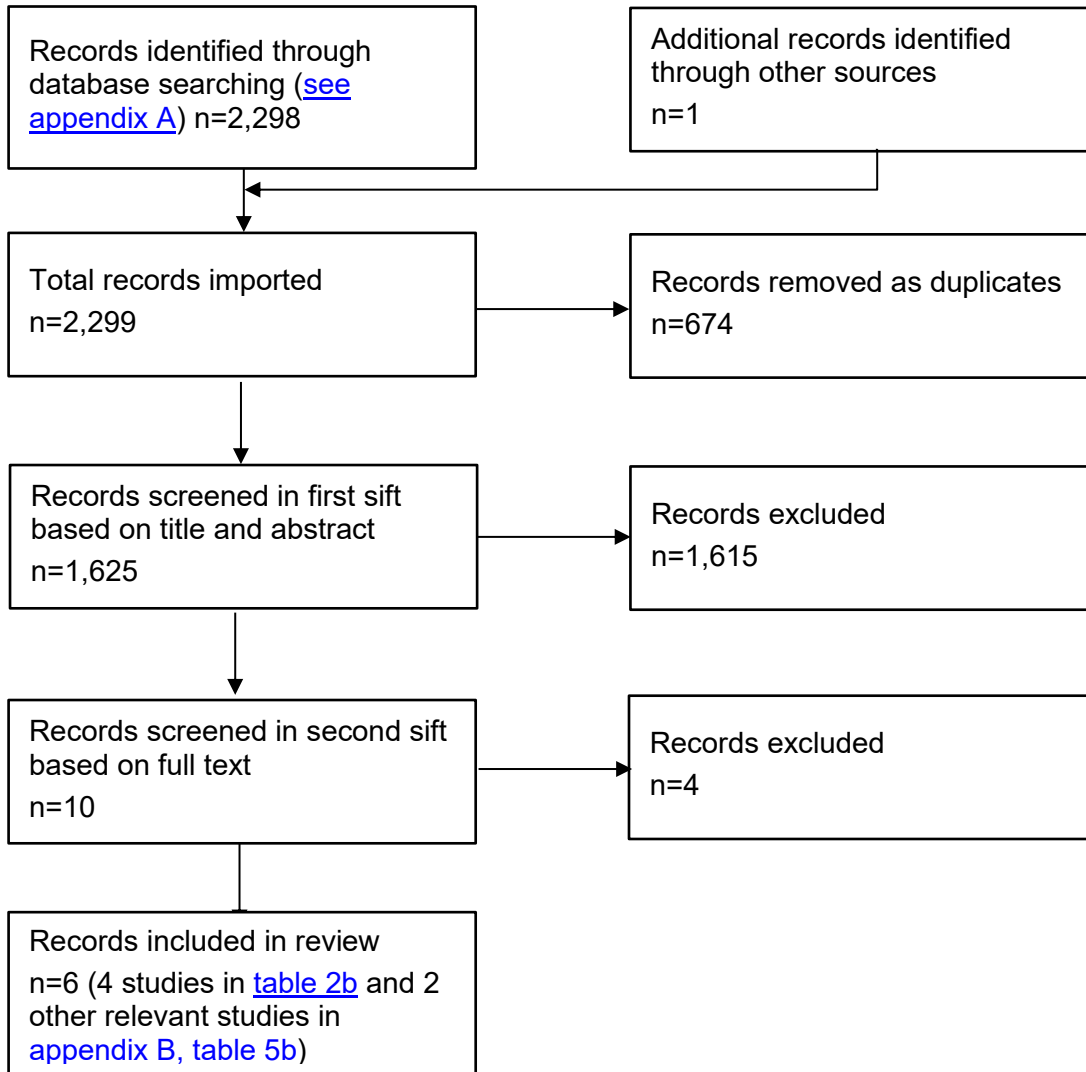 Records identified through
database searching (see
appendix A) n=2,298
Additional records identified
through other sources
n=1
Total records imported
n=2,299
Records removed as duplicates
n=674
Records screened in first sift
based on title and abstract
n=1,625
Records excluded
n=1,615
Records screened in second sift
based on full text
n=10
Records excluded
n=4
Records included in review
n=6 (4 studies in table 2b and 2
other relevant studies in
appendix B, table 5b)